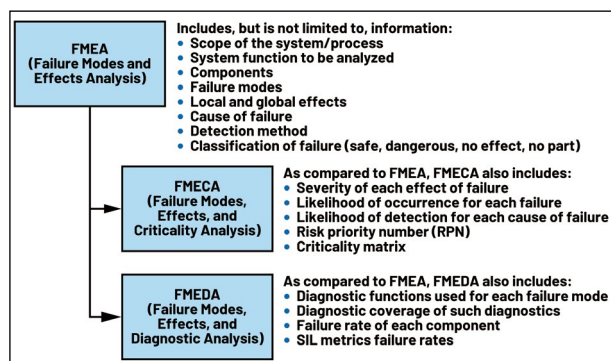 FMEA
(Failure Modes and
Effects Analysis)
Includes, but is not limited to, information:
• Scope of the system/process
• System function to be analyzed
• Components
• Failure modes
• Local and global effects
• Cause of failure
• Detection method
• Classification of failure (safe, dangerous, no effect, no part)
FMECA
(Failure Modes,
Effects, and
Criticality Analysis)
As compared to FMEA, FMECA also includes:
• Severity of each effect of failure
• Likelihood of occurrence for each failure
• Likelihood of detection for each cause of failure
• Risk priority number (RPN)
• Criticality matrix
FMEDA
(Failure Modes,
Effects, and
Diagnostic Analysis)
As compared to FMEA, FMEDA also includes:
• Diagnostic functions used for each failure mode
• Diagnostic coverage of such diagnostics
• Failure rate of each component
• SIL metrics failure rates